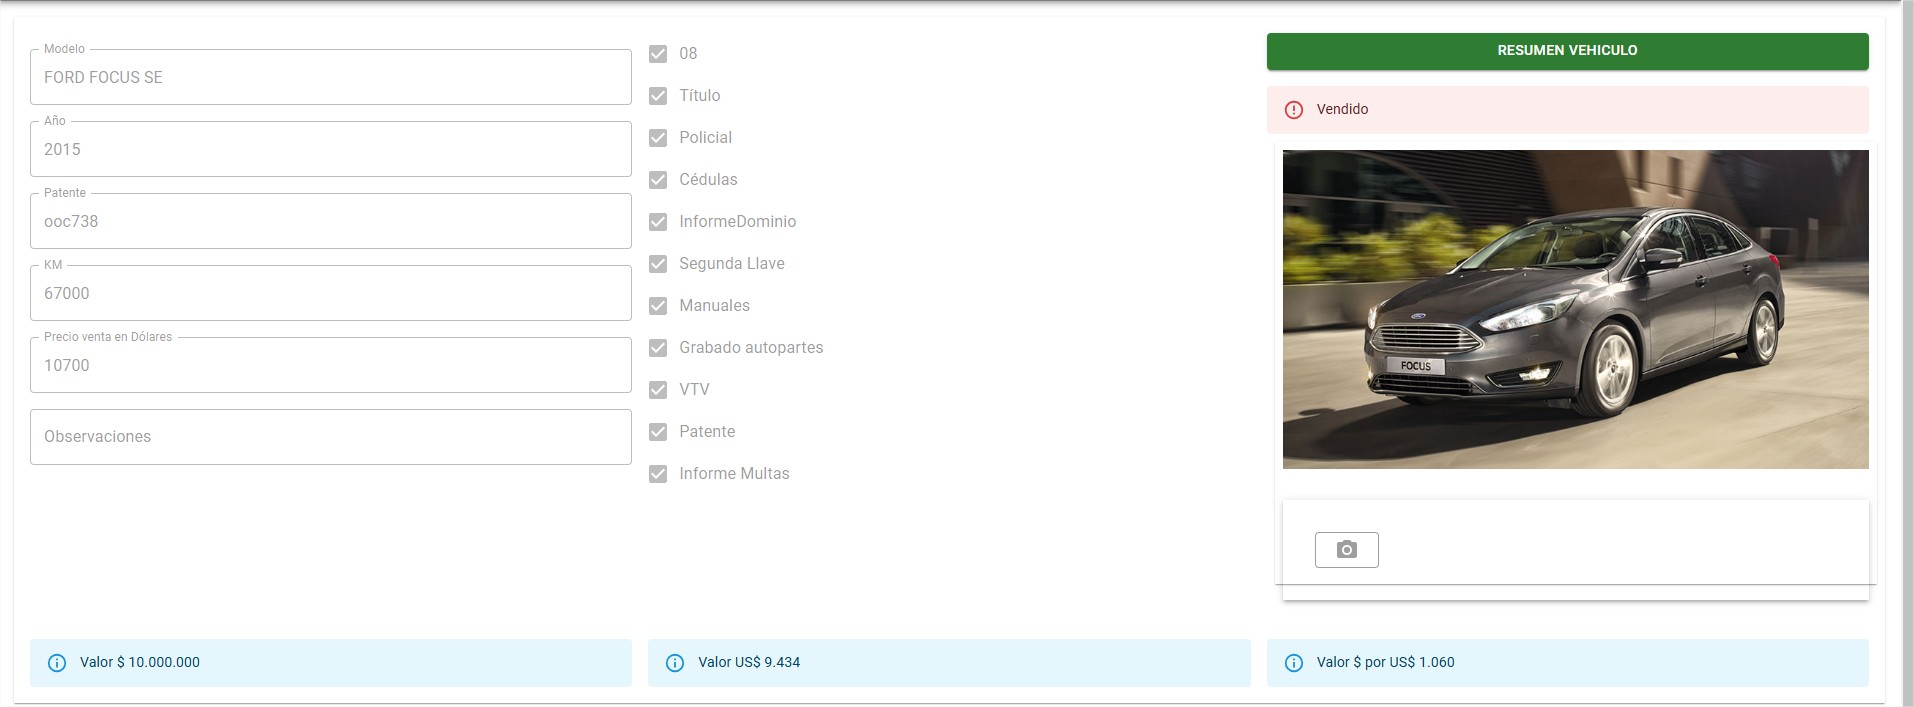 Modelo
FORD FOCUS SE
Año
2015
Patente
ooc738
KM
67000
Precio venta en Dólares
10700
Observaciones
08
Título
Policial
Cédulas
InformeDominio
Segunda Llave
Manuales
Grabado autopartes
VTV
Patente
Informe Multas
RESUMEN VEHICULO
Vendido
FOCUS
Valor $ 10.000.000
Valor US$ 9.434
Valor $ por US$ 1.060